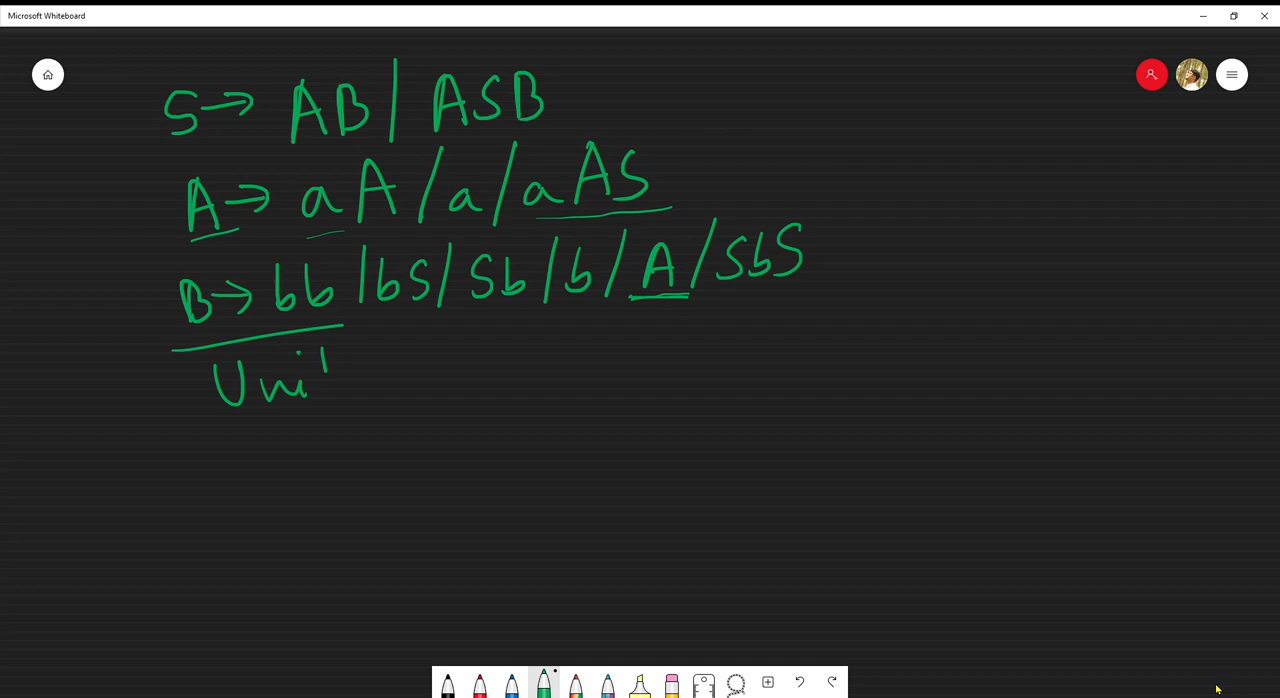 Microsoft Whiteboard
S→ AB | ASB
A→ aA / a / aAS
B→ bb | bS / Sb / b / A / SbS
Uni'